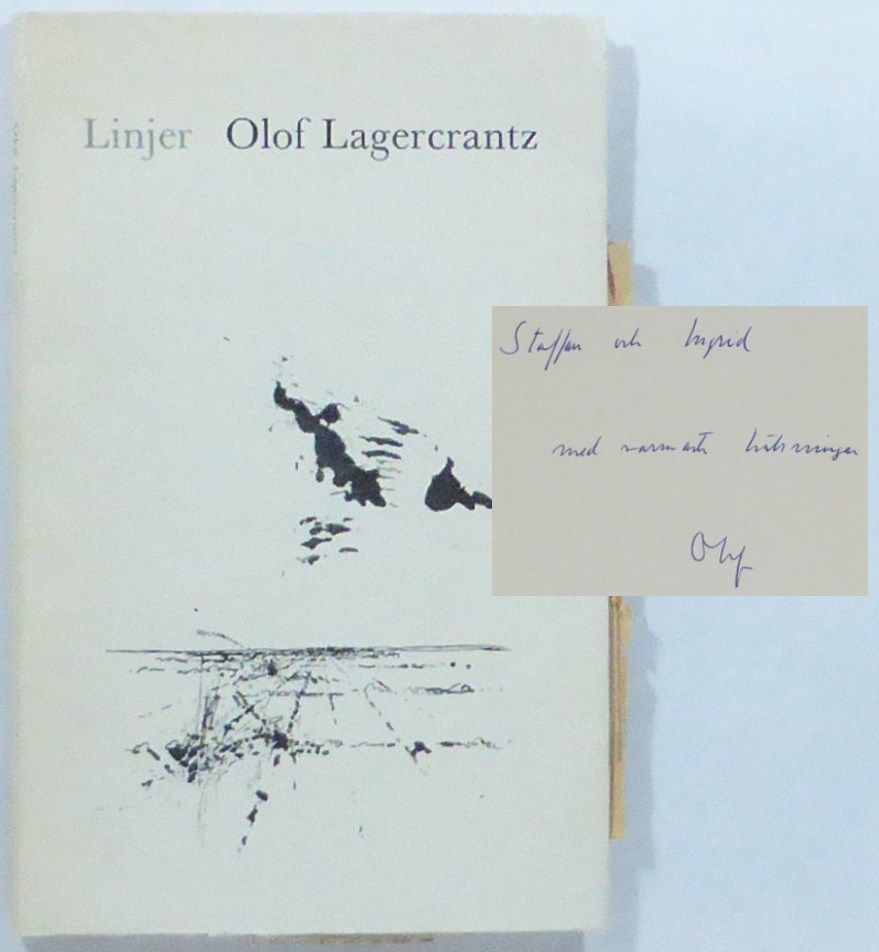 Linjer Olof Lagercrantz
Staffan och Ingrid
med varmaste hälsningar
Olof